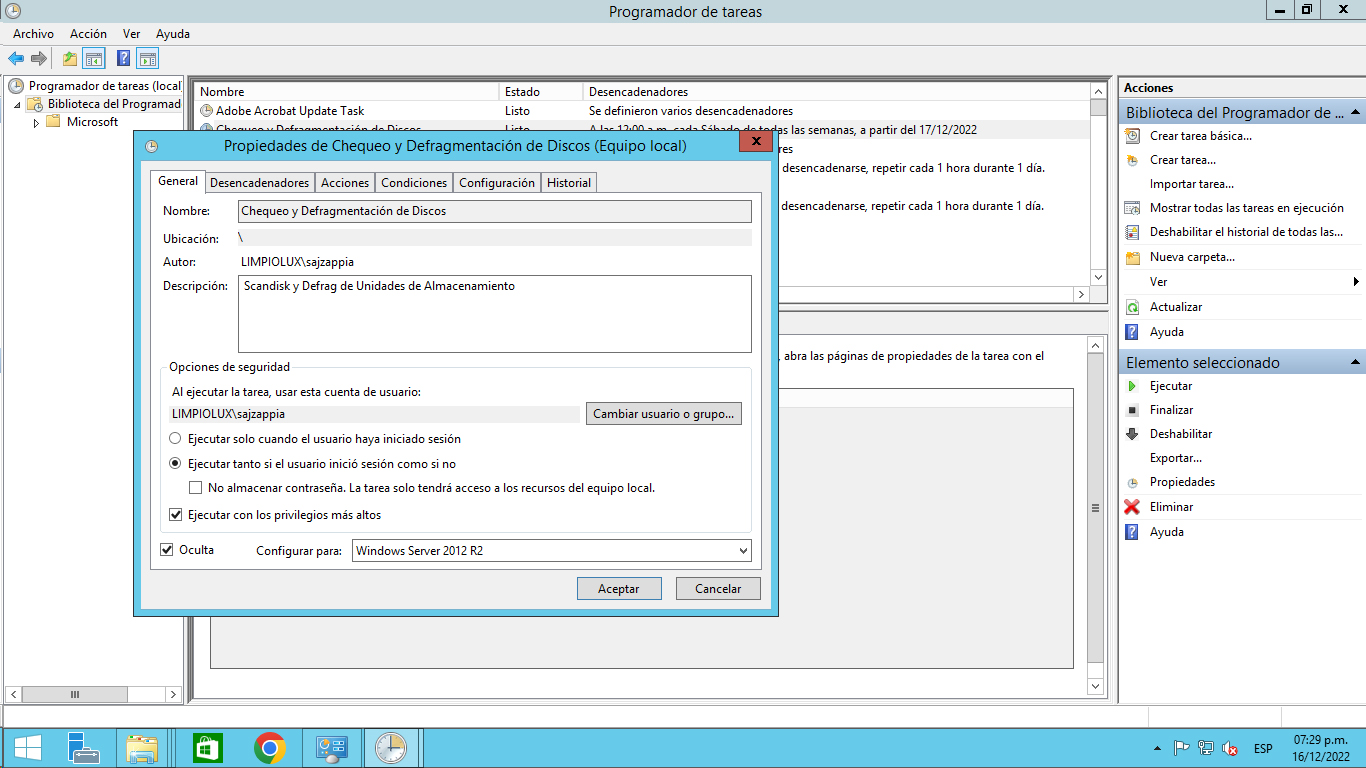 Programador de tareas
Archivo Acción Ver Ayuda
Programador de tareas (local
Biblioteca del Programad
Microsoft
Nombre Estado Desencadenadores
Adobe Acrobat Update Task Listo Se definieron varios desencadenadores
Chequeo y Defragmentación de Discos Listo A las 12:00 a.m. cada Sábado de todas las semanas, a partir del 17/12/2022
res
desencadenarse, repetir cada 1 hora durante 1 día.
desencadenarse, repetir cada 1 hora durante 1 día.
, abra las páginas de propiedades de la tarea con el
Propiedades de Chequeo y Defragmentación de Discos (Equipo local)
x
General Desencadenadores Acciones Condiciones Configuración Historial
Nombre: Chequeo y Defragmentación de Discos
Ubicación: \
Autor: LIMPIOLUX\sajzappia
Descripción: Scandisk y Defrag de Unidades de Almacenamiento
Opciones de seguridad
Al ejecutar la tarea, usar esta cuenta de usuario:
LIMPIOLUX\sajzappia Cambiar usuario o grupo...
Ejecutar solo cuando el usuario haya iniciado sesión
Ejecutar tanto si el usuario inició sesión como si no
No almacenar contraseña. La tarea solo tendrá acceso a los recursos del equipo local.
Ejecutar con los privilegios más altos
Oculta Configurar para: Windows Server 2012 R2
Aceptar Cancelar
Acciones
Biblioteca del Programador de ...
Crear tarea básica...
Crear tarea...
Importar tarea...
Mostrar todas las tareas en ejecución
Deshabilitar el historial de todas las...
Nueva carpeta...
Ver
Actualizar
Ayuda
Elemento seleccionado
Ejecutar
Finalizar
Deshabilitar
Exportar...
Propiedades
Eliminar
Ayuda
ESP
07:29 p.m.
16/12/2022